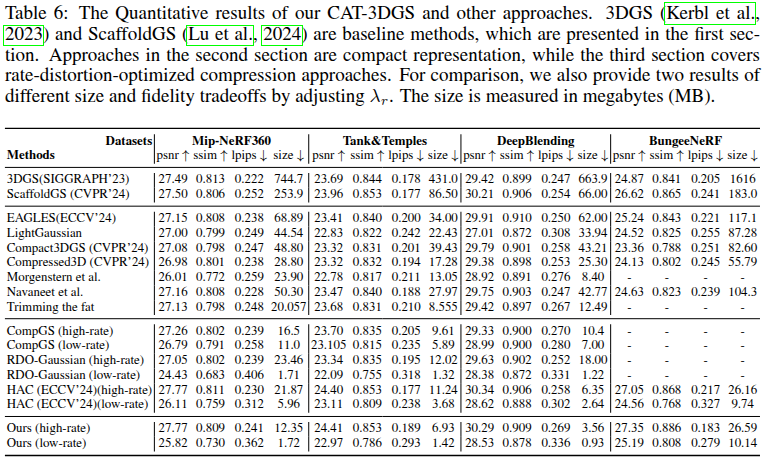 Table 6: The Quantitative results of our CAT-3DGS and other approaches. 3DGS (Kerbl et al.,
2023) and ScaffoldGS (Lu et al., 2024) are baseline methods, which are presented in the first sec-
tion. Approaches in the second section are compact representation, while the third section covers
rate-distortion-optimized compression approaches. For comparison, we also provide two results of
different size and fidelity tradeoffs by adjusting λr. The size is measured in megabytes (MB).
Datasets Mip-NeRF360 Tank&Temples DeepBlending BungeeNeRF
Methods psnr ↑ ssim ↑ lpips ↓ size ↓ psnr ↑ ssim ↑ lpips ↓ size ↓ psnr ↑ ssim ↑ lpips ↓ size ↓ psnr ↑ ssim ↑ lpips ↓ size ↓
3DGS(SIGGRAPH'23) 27.49 0.813 0.222 744.7 23.69 0.844 0.178 431.0 29.42 0.899 0.247 663.9 24.87 0.841 0.205 1616
ScaffoldGS (CVPR'24) 27.50 0.806 0.252 253.9 23.96 0.853 0.177 86.50 30.21 0.906 0.254 66.00 26.62 0.865 0.241 183.0
EAGLES(ECCV'24) 27.15 0.808 0.238 68.89 23.41 0.840 0.200 34.00 29.91 0.910 0.250 62.00 25.24 0.843 0.221 117.1
LightGaussian 27.00 0.799 0.249 44.54 22.83 0.822 0.242 22.43 27.01 0.872 0.308 33.94 24.52 0.825 0.255 87.28
Compact3DGS (CVPR'24) 27.08 0.798 0.247 48.80 23.32 0.831 0.201 39.43 29.79 0.901 0.258 43.21 23.36 0.788 0.251 82.60
Compressed3D (CVPR'24) 26.98 0.801 0.238 28.80 23.32 0.832 0.194 17.28 29.38 0.898 0.253 25.30 24.13 0.802 0.245 55.79
Morgenstern et al. 26.01 0.772 0.259 23.90 22.78 0.817 0.211 13.05 28.92 0.891 0.276 8.40 - - - -
Navaneet et al. 27.16 0.808 0.228 50.30 23.47 0.840 0.188 27.97 29.75 0.903 0.247 42.77 24.63 0.823 0.239 104.3
Trimming the fat 27.13 0.798 0.248 20.057 23.68 0.831 0.210 8.555 29.42 0.897 0.267 12.49 - - - -
CompGS (high-rate) 27.26 0.802 0.239 16.5 23.70 0.835 0.205 9.61 29.33 0.900 0.270 10.4 - - - -
CompGS (low-rate) 26.79 0.791 0.258 11.0 23.105 0.815 0.235 5.89 28.99 0.900 0.280 7.00 - - - -
RDO-Gaussian (high-rate) 27.05 0.802 0.239 23.46 23.34 0.835 0.195 12.02 29.63 0.902 0.252 18.00 - - - -
RDO-Gaussian (low-rate) 24.43 0.683 0.406 1.71 22.09 0.755 0.318 1.32 28.38 0.872 0.331 1.22 - - - -
HAC (ECCV'24)(high-rate) 27.77 0.811 0.230 21.87 24.40 0.853 0.177 11.24 30.34 0.906 0.258 6.35 27.05 0.868 0.217 26.16
HAC (ECCV'24)(low-rate) 26.11 0.759 0.312 5.96 23.11 0.809 0.238 3.68 28.62 0.888 0.302 2.64 24.56 0.768 0.327 9.74
Ours (high-rate) 27.77 0.809 0.241 12.35 24.41 0.853 0.189 6.93 30.29 0.909 0.269 3.56 27.35 0.886 0.183 26.59
Ours (low-rate) 25.82 0.730 0.362 1.72 22.97 0.786 0.293 1.42 28.53 0.878 0.336 0.93 25.19 0.808 0.279 10.14